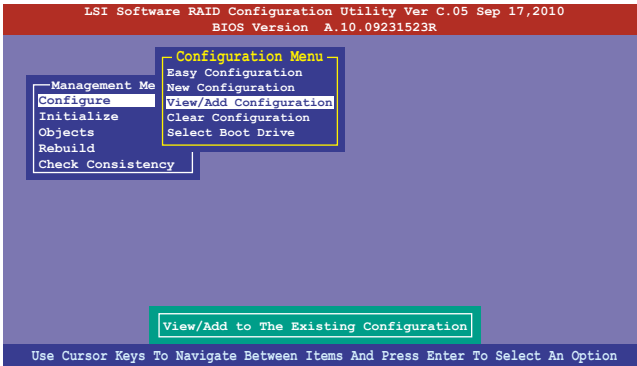 LSI Software RAID Configuration Utility Ver C.05 Sep 17,2010
BIOS Version A.10.09231523R
Configuration Menu
Easy Configuration
New Configuration
View/Add Configuration
Clear Configuration
Select Boot Drive
Management Me
Configure
Initialize
Objects
Rebuild
Check Consistency
View/Add to The Existing Configuration
Use Cursor Keys To Navigate Between Items And Press Enter To Select An Option